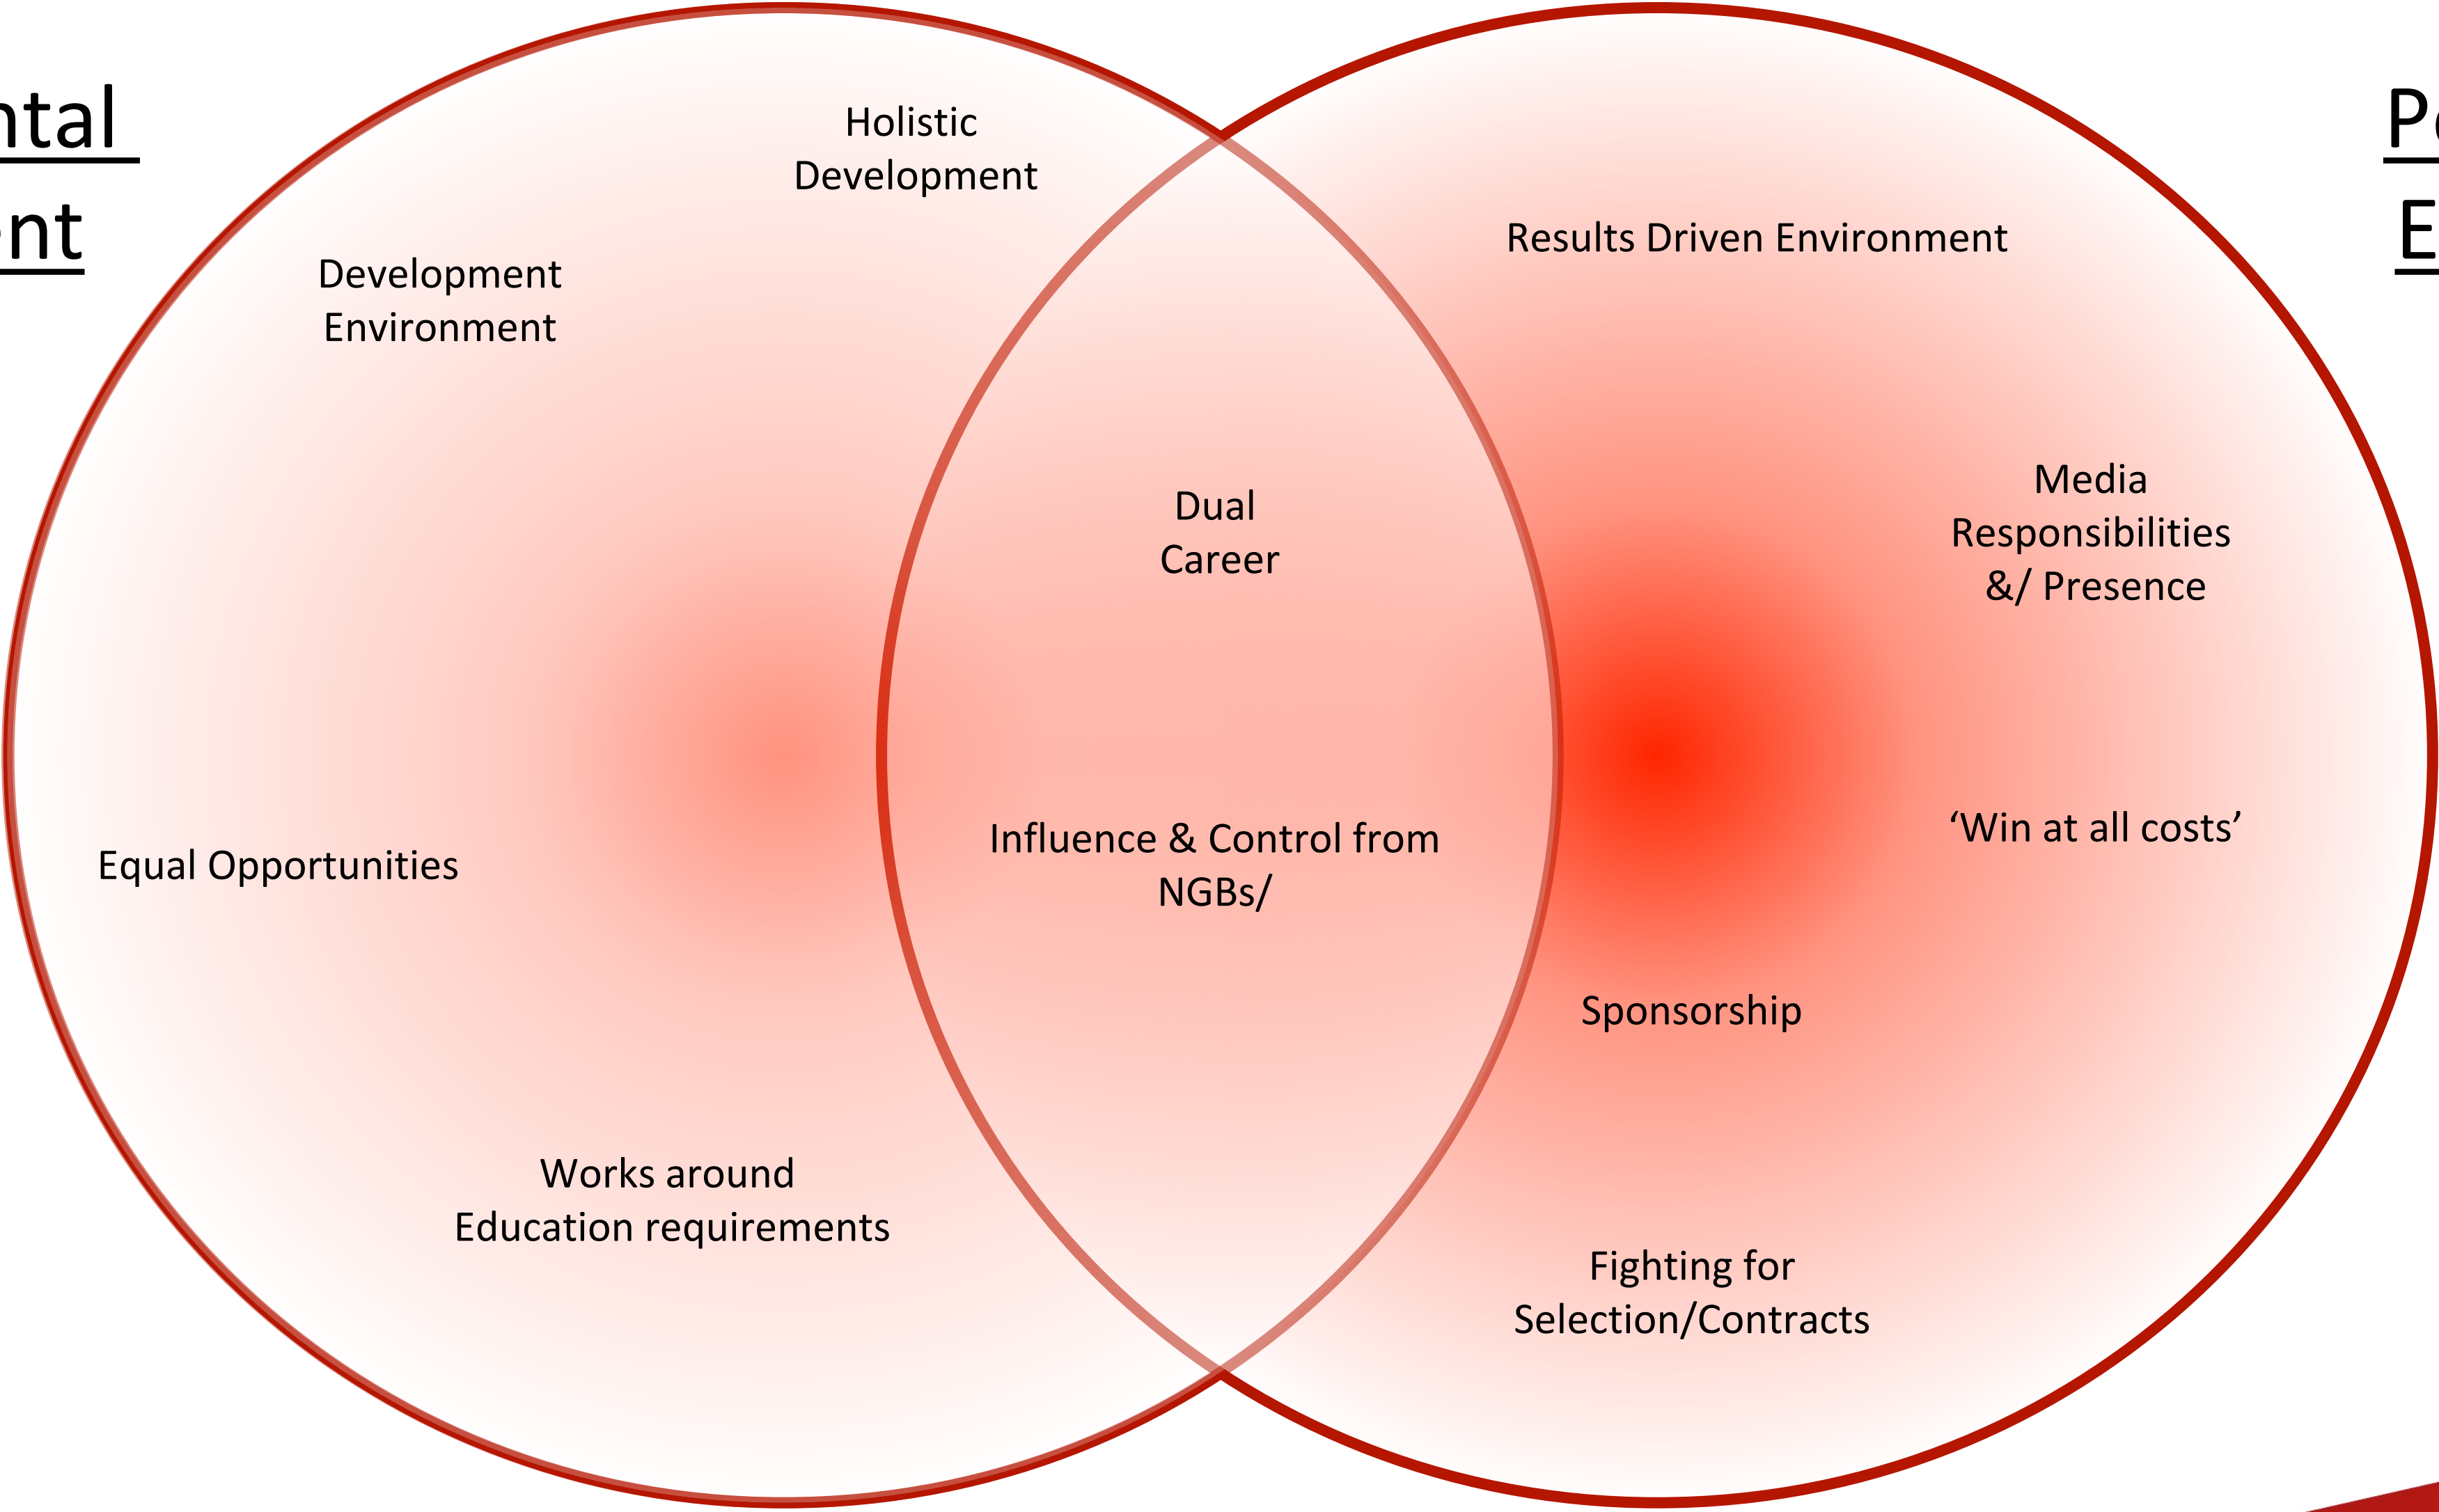 ntal
ent
Holistic
Development
Development
Environment
Equal Opportunities
Works around
Education requirements
Dual
Career
Influence & Control from
NGBs/
Results Driven Environment
Media
Responsibilities
&/ Presence
‘Win at all costs’
Sponsorship
Fighting for
Selection/Contracts
P
E